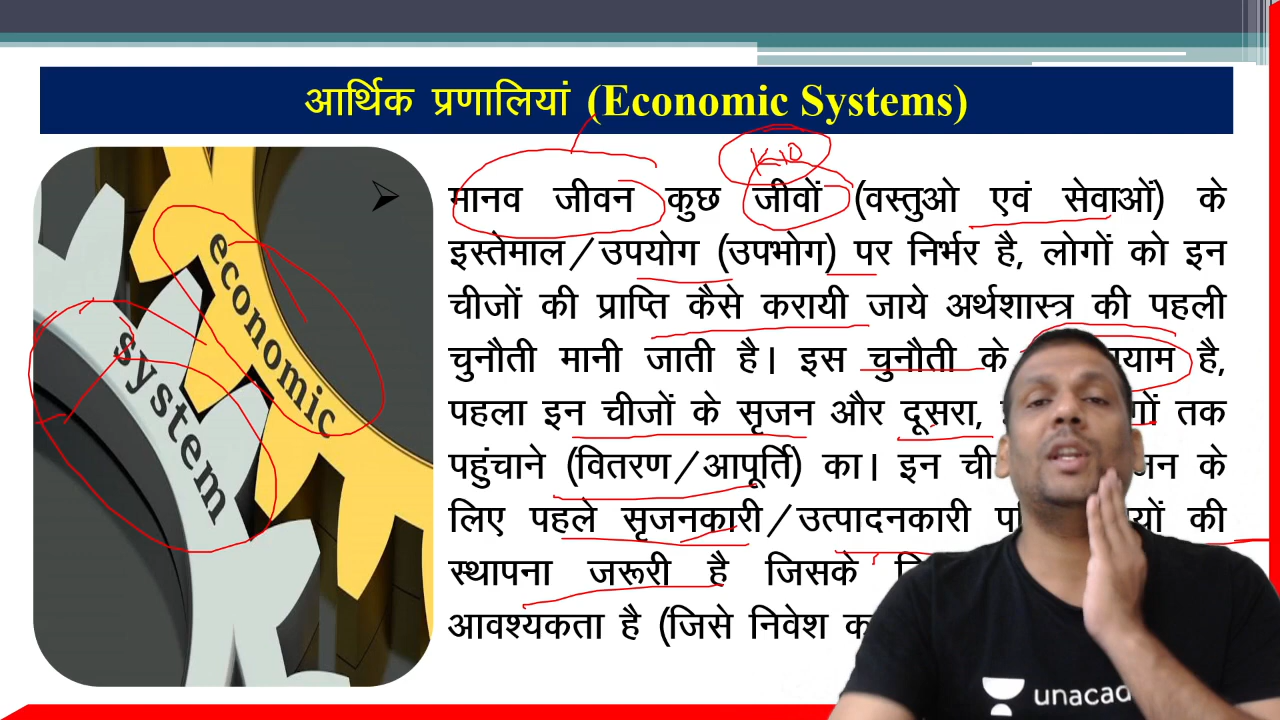 आर्थिक प्रणालियां (Economic Systems)
economic
system
K10
मानव जीवन कुछ जीवों (वस्तुओ एवं सेवाओं) के
इस्तेमाल/उपयोग (उपभोग) पर निर्भर है, लोगों को इन
चीजों की प्राप्ति कैसे करायी जाये अर्थशास्त्र की पहली
चुनौती मानी जाती है। इस चुनौती के है,
पहला इन चीजों के सृजन और दूसरा, तक
पहुंचाने (वितरण/आपूर्ति) का। इन के
लिए पहले सृजनकारी/उत्पादनकारी की
स्थापना जरूरी है जिसके
आवश्यकता है (जिसे निवेश
unacad